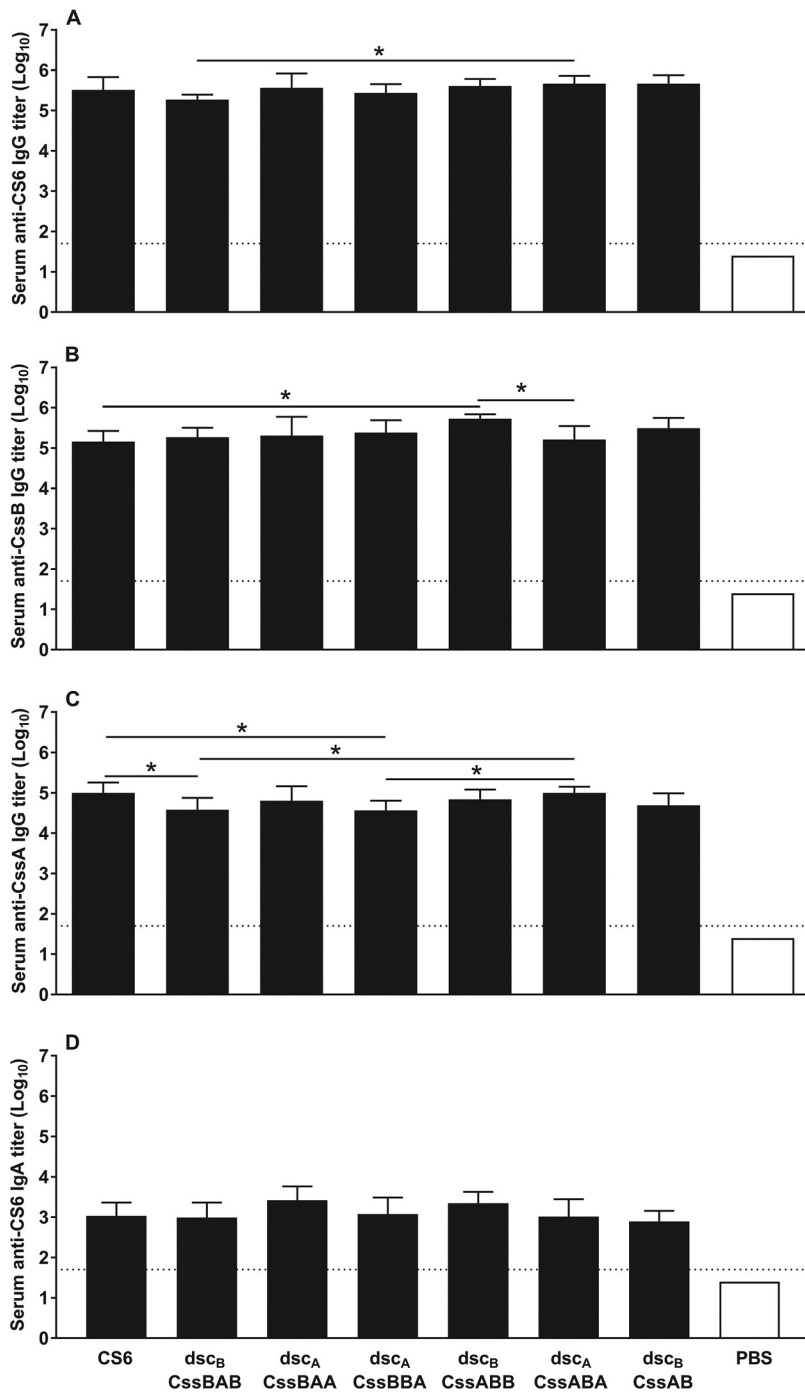 A
Serum anti-CS6 IgG titer (Log10)
7
6
5
4
3
2
1
0
*
B
Serum anti-CssB IgG titer (Log10)
7
6
5
4
3
2
1
0
*
*
C
Serum anti-CssA IgG titer (Log10)
7
6
5
4
3
2
1
0
*
*
*
*
D
Serum anti-CS6 IgA titer (Log10)
7
6
5
4
3
2
1
0
CS6
dscB
CssBAB
dscA
CssBAA
dscA
CssBBA
dscB
CssABB
dscA
CssABA
dscB
CssAB
PBS